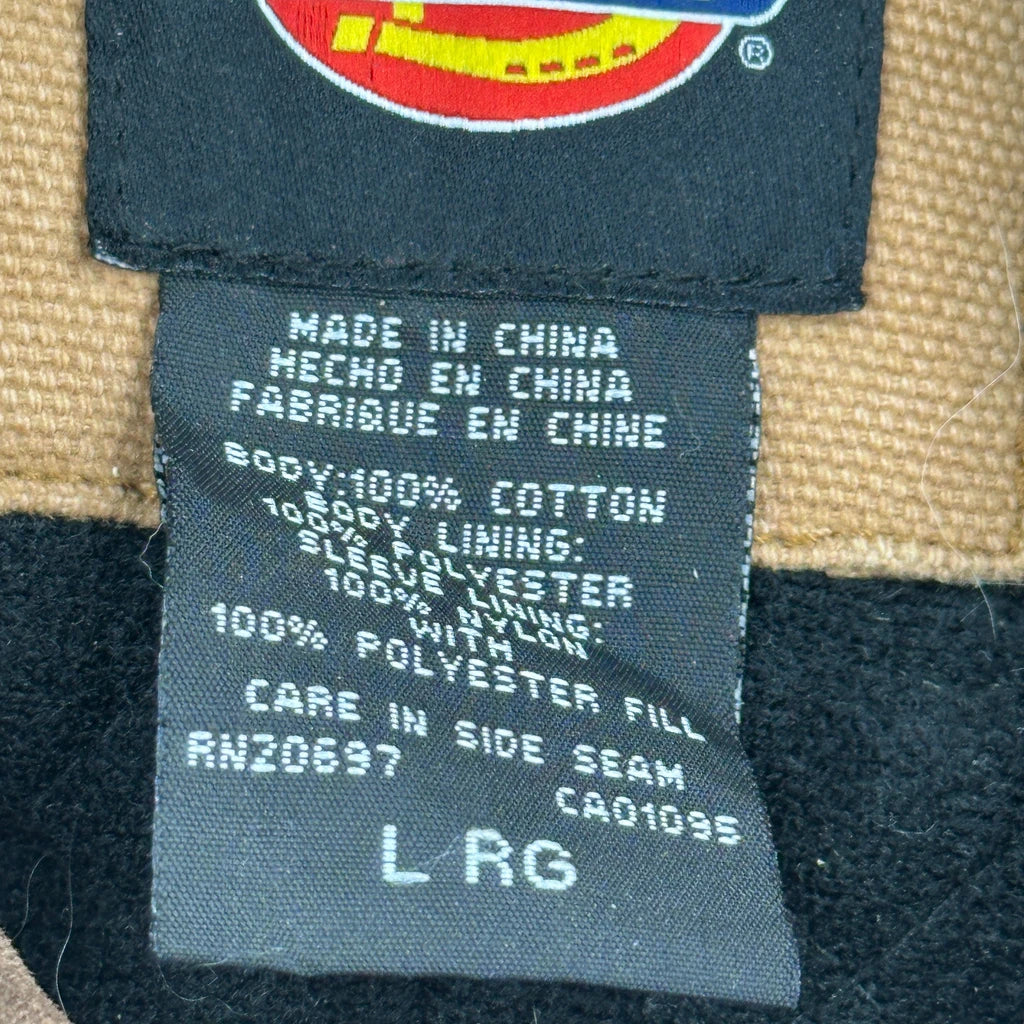 ®
MADE IN CHINA
HECHO EN CHINA
FABRIQUE EN CHINE
BODY:100% COTTON
BODY LINING:
100% POLYESTER
SLEEVE LINING:
100% NYLON
WITH
100% POLYESTER FILL
CARE IN SIDE SEAM
RN20697
CA01095
L RG